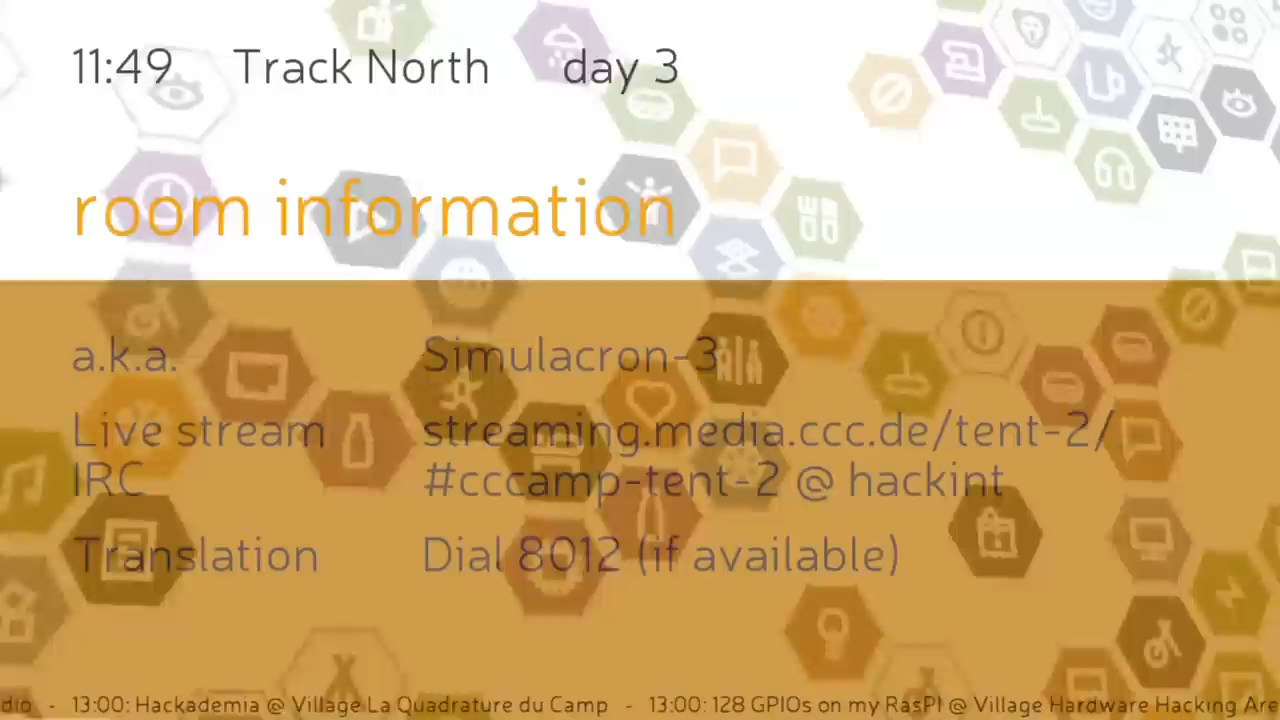 11:49 Track North day 3
room information
a.k.a. Simulacron-3
Live stream streaming.media.ccc.de/tent-2/
IRC #cccamp-tent-2 @ hackint
Translation Dial 8012 (if available)
dio - 13:00: Hackademia @ Village La Quadrature du Camp - 13:00: 128 GPIOs on my RasPI @ Village Hardware Hacking Are